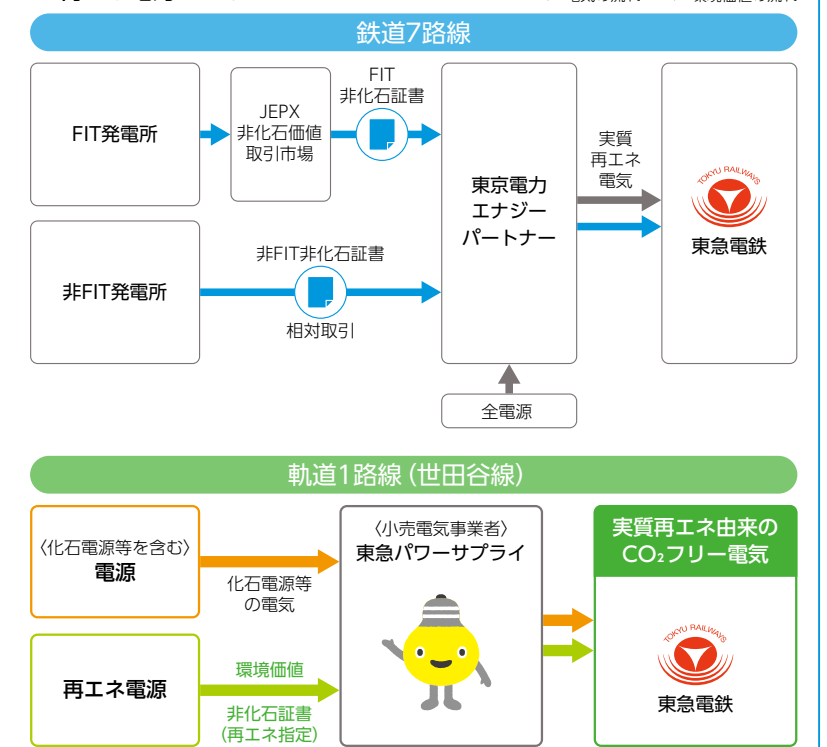 鉄道7路線
FIT発電所
JEPX
非化石価値
取引市場
FIT
非化石証書
東京電力
エナジー
パートナー
実質
再エネ
電気
TOKYU RAILWAYS
東急電鉄
非FIT発電所
非FIT非化石証書
相対取引
全電源
軌道1路線（世田谷線）
〈化石電源等を含む〉
電源
化石電源等
の電気
〈小売電気事業者〉
東急パワーサプライ
実質再エネ由来の
CO₂フリー電気
TOKYU RAILWAYS
東急電鉄
再エネ電源
環境価値
非化石証書
（再エネ指定）